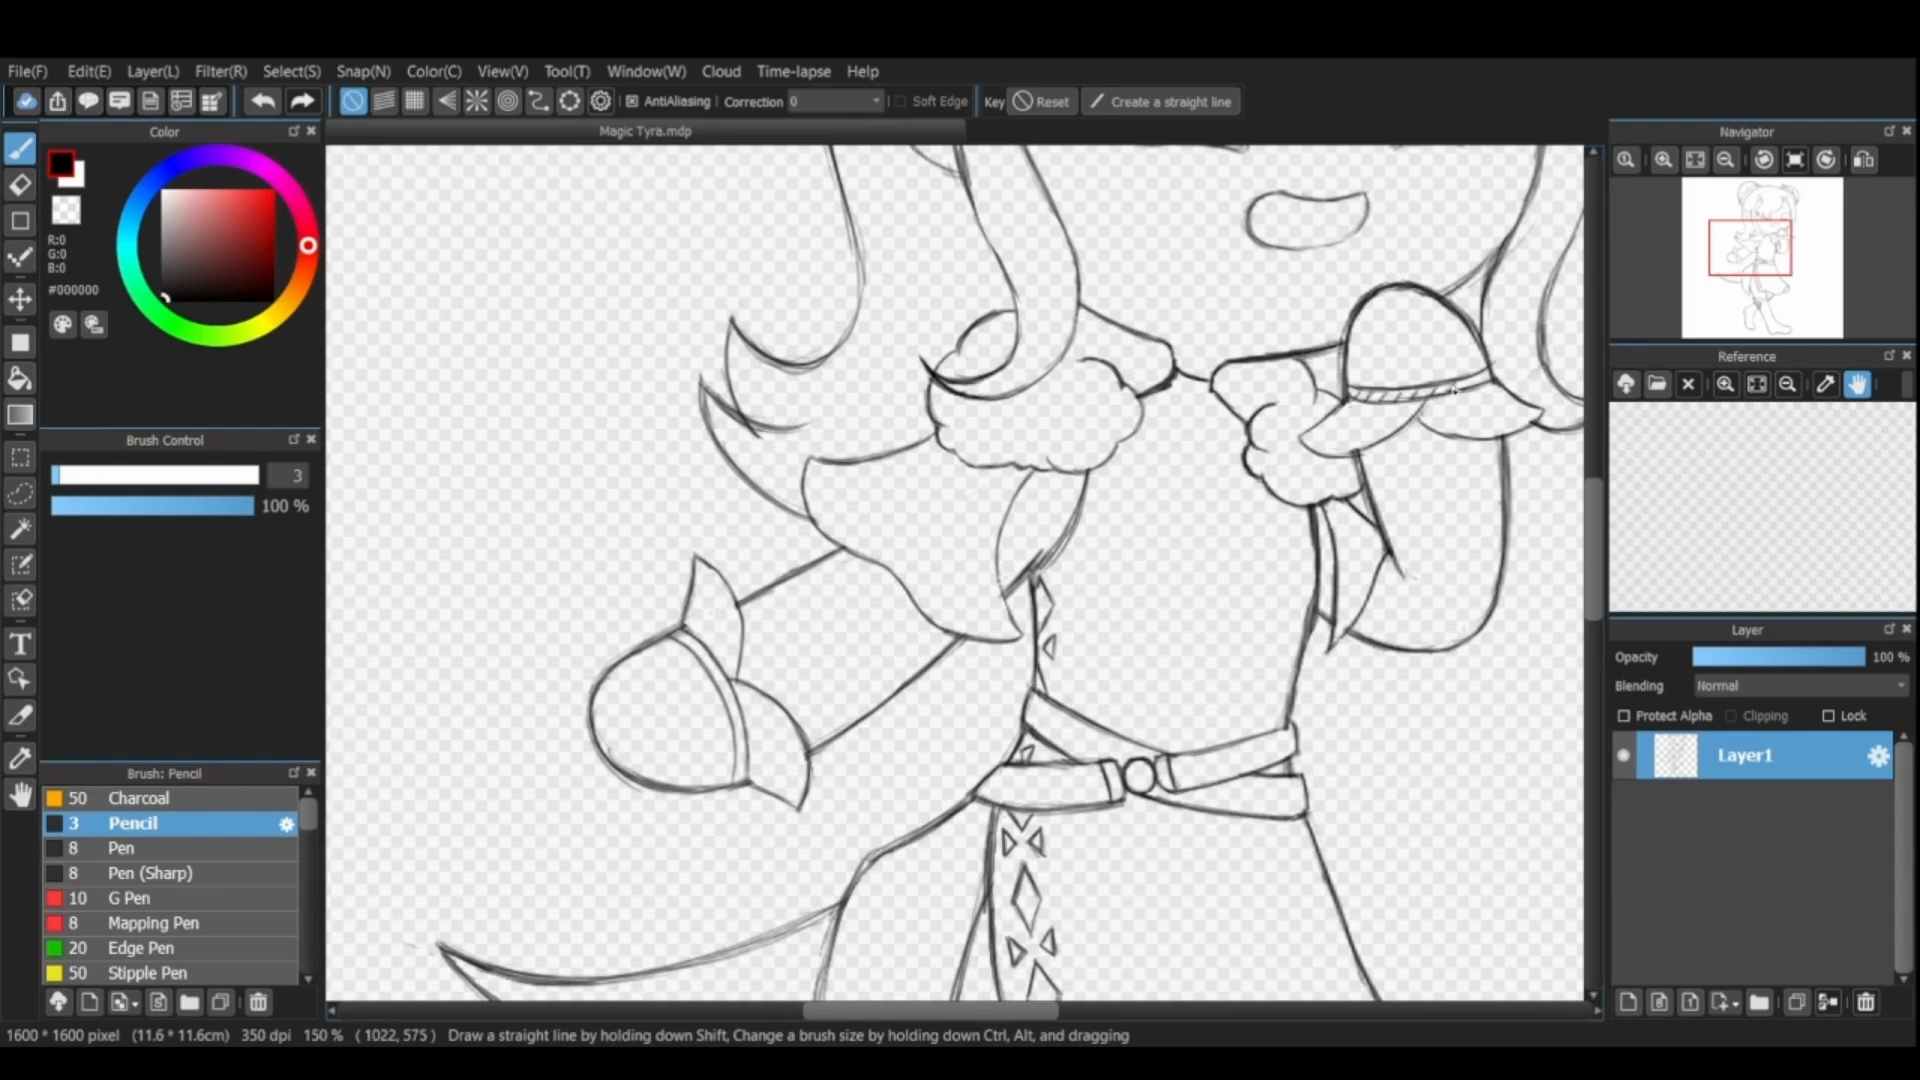 File(F) Edit(E) Layer(L) Filter(R) Select(S) Snap(N) Color(C) View(V) Tool(T) Window(W) Cloud Time-lapse Help
AntiAliasing Correction 0 Soft Edge Key Reset Create a straight line
Color
Magic Tyra.mdp
Navigator
R:0
G:0
B:0
#000000
Reference
Brush Control
3
100 %
Layer
Opacity 100 %
Blending Normal
Protect Alpha Clipping Lock
Layer1
Brush: Pencil
50 Charcoal
3 Pencil
8 Pen
8 Pen (Sharp)
10 G Pen
8 Mapping Pen
20 Edge Pen
50 Stipple Pen
1600 * 1600 pixel (11.6 * 11.6cm) 350 dpi 150 % ( 1022, 575 ) Draw a straight line by holding down Shift, Change a brush size by holding down Ctrl, Alt, and dragging